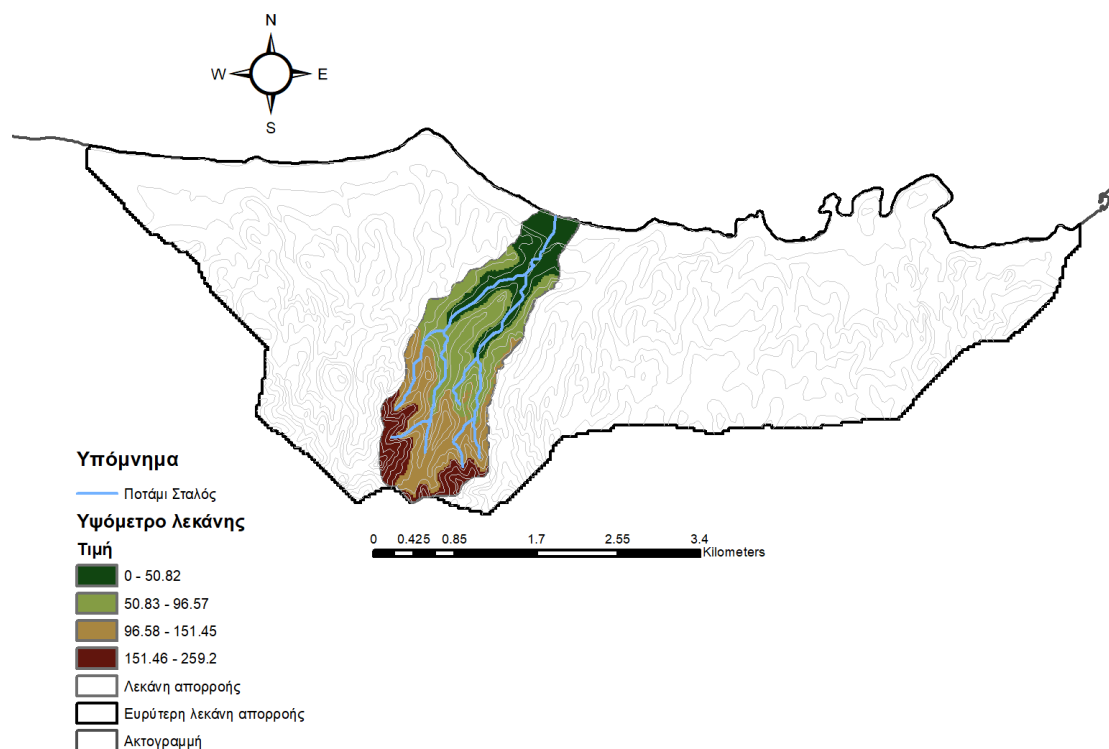 N
W E
S
Υπόμνημα
Ποτάμι Σταλός
Υψόμετρο λεκάνης
Τιμή
0 - 50.82
50.83 - 96.57
96.58 - 151.45
151.46 - 259.2
Λεκάνη απορροής
Ευρύτερη λεκάνη απορροής
Ακτογραμμή
0 0.425 0.85 1.7 2.55 3.4
Kilometers